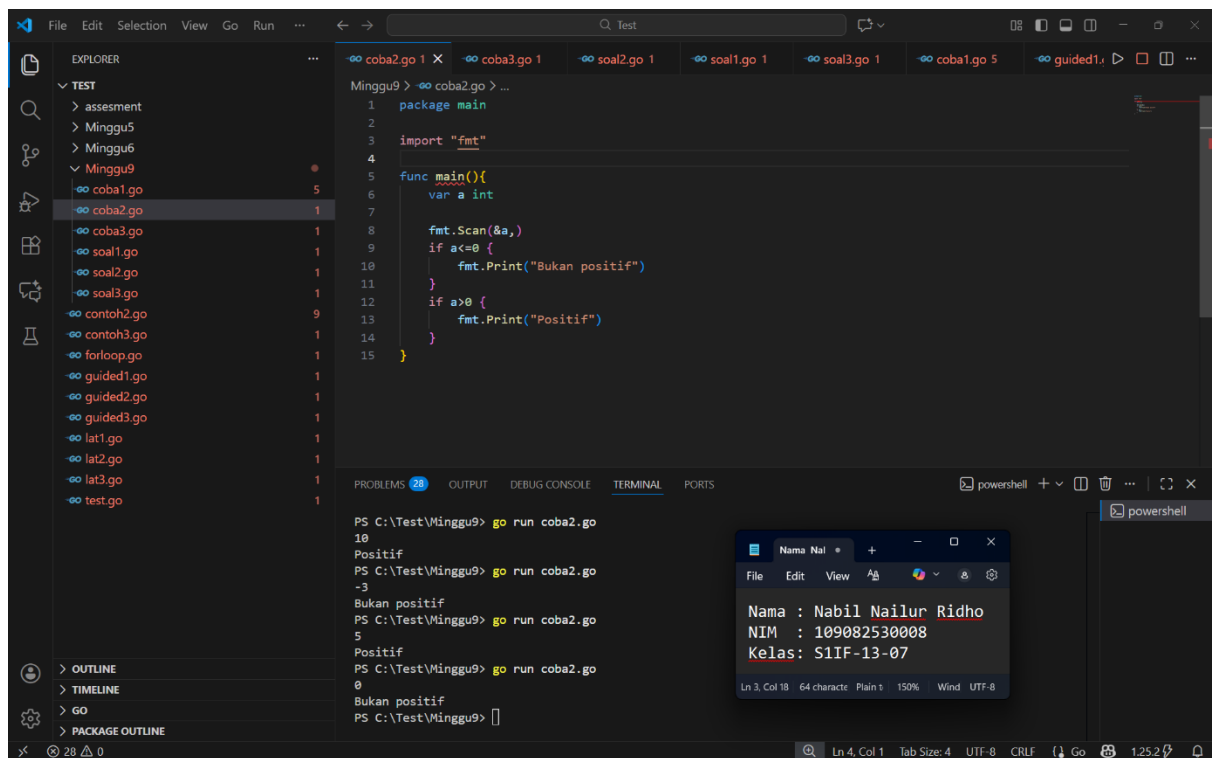 File Edit Selection View Go Run ... Test
EXPLORER ...
TEST
assesment
Minggu5
Minggu6
Minggu9
coba1.go 5
coba2.go 1
coba3.go 1
soal1.go 1
soal2.go 1
soal3.go 1
contoh2.go 9
contoh3.go 1
forloop.go 1
guided1.go 1
guided2.go 1
guided3.go 1
lat1.go 1
lat2.go 1
lat3.go 1
test.go 1
OUTLINE
TIMELINE
GO
PACKAGE OUTLINE
coba2.go 1 coba3.go 1 soal2.go 1 soal1.go 1 soal3.go 1 coba1.go 5 guided1.
Minggu9 > coba2.go > ...
1 package main
2
3 import "fmt"
4
5 func main(){
6 var a int
7
8 fmt.Scan(&a,)
9 if a<=0 {
10 fmt.Print("Bukan positif")
11 }
12 if a>0 {
13 fmt.Print("Positif")
14 }
15 }
PROBLEMS 28 OUTPUT DEBUG CONSOLE TERMINAL PORTS powershell
powershell
PS C:\Test\Minggu9> go run coba2.go
10
Positif
PS C:\Test\Minggu9> go run coba2.go
-3
Bukan positif
PS C:\Test\Minggu9> go run coba2.go
5
Positif
PS C:\Test\Minggu9> go run coba2.go
0
Bukan positif
PS C:\Test\Minggu9>
Nama Nal
File Edit View
Nama : Nabil Nailur Ridho
NIM : 109082530008
Kelas: S1IF-13-07
Ln 3, Col 18 64 characte Plain t 150% Wind UTF-8
28 0 Ln 4, Col 1 Tab Size: 4 UTF-8 CRLF Go 1.25.2